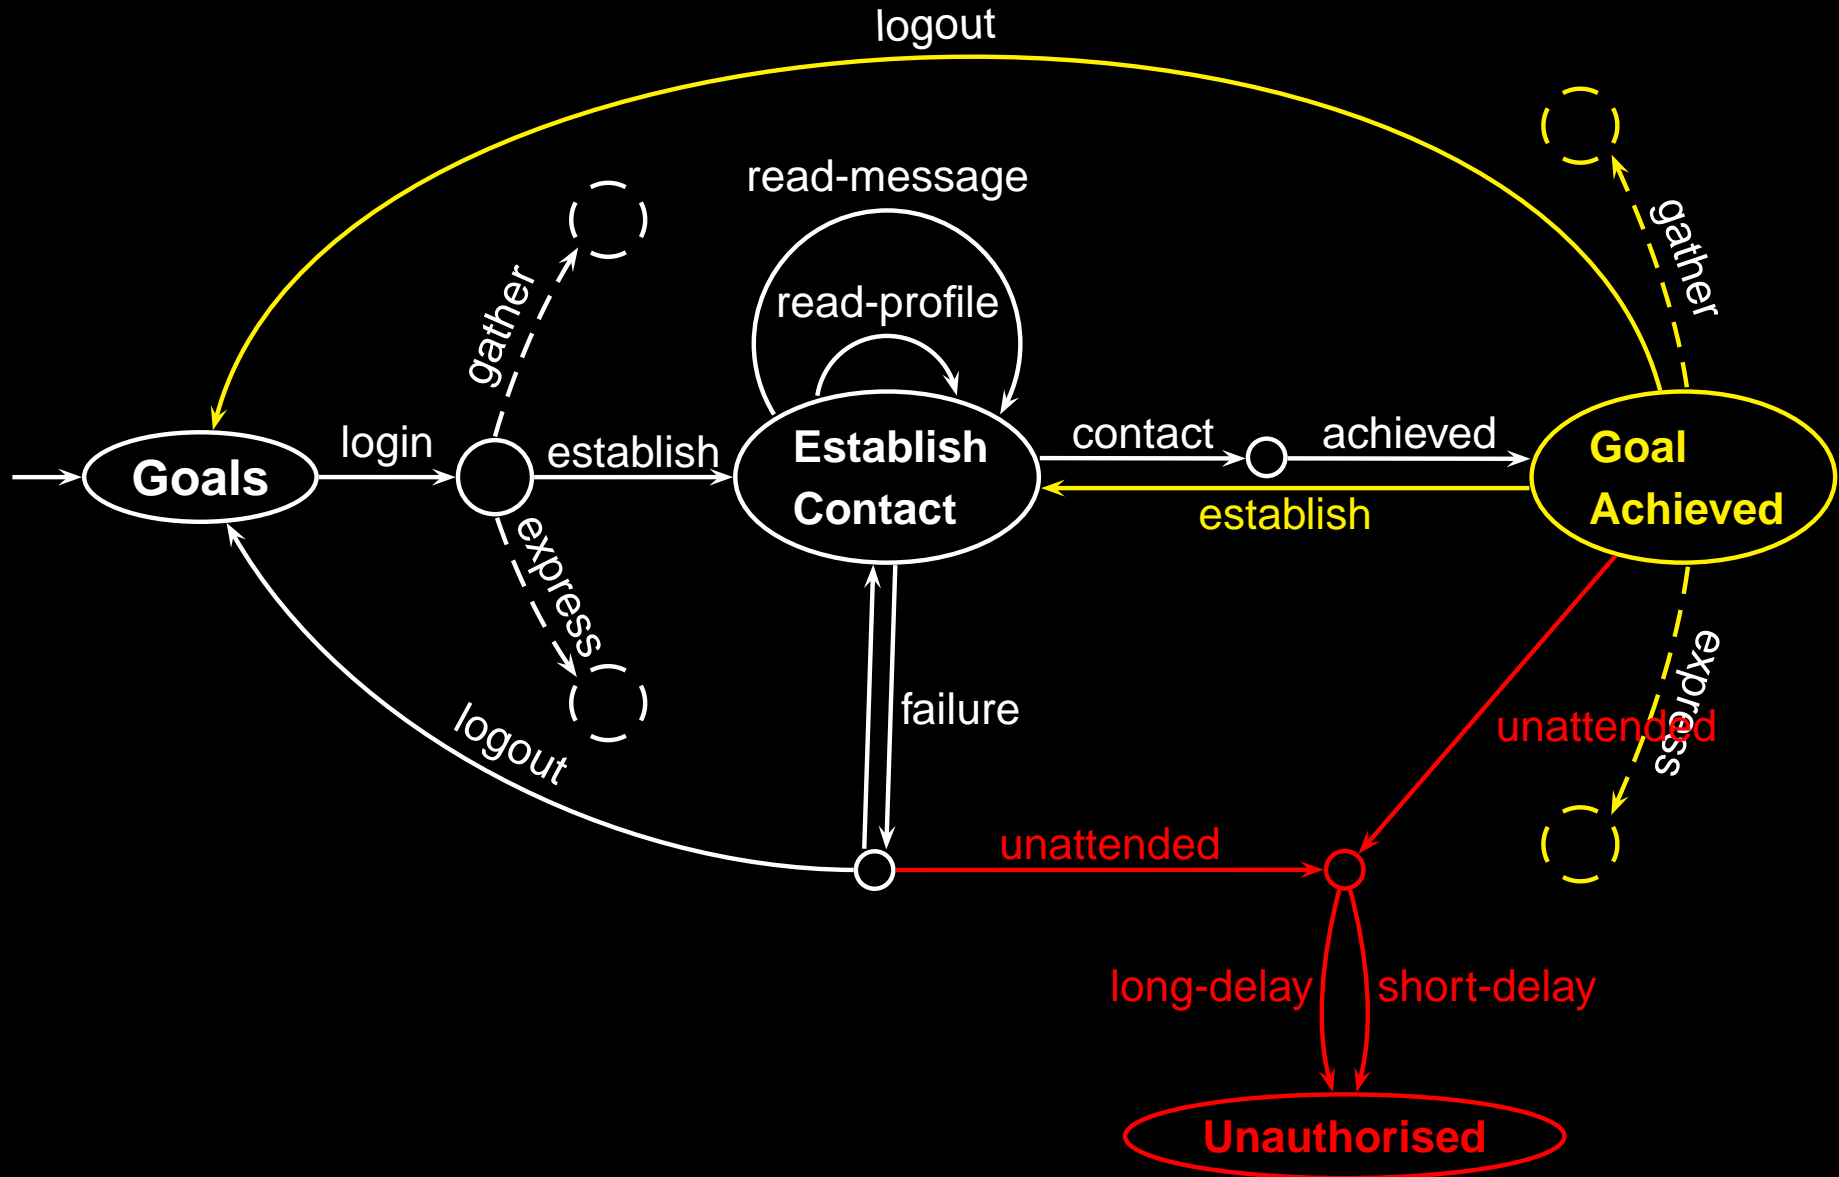 logout
read-message
gather
gather
read-profile
login
establish
Goals
Establish
Contact
contact
achieved
establish
Goal
Achieved
express
express
failure
logout
unattended
unattended
long-delay
short-delay
Unauthorised